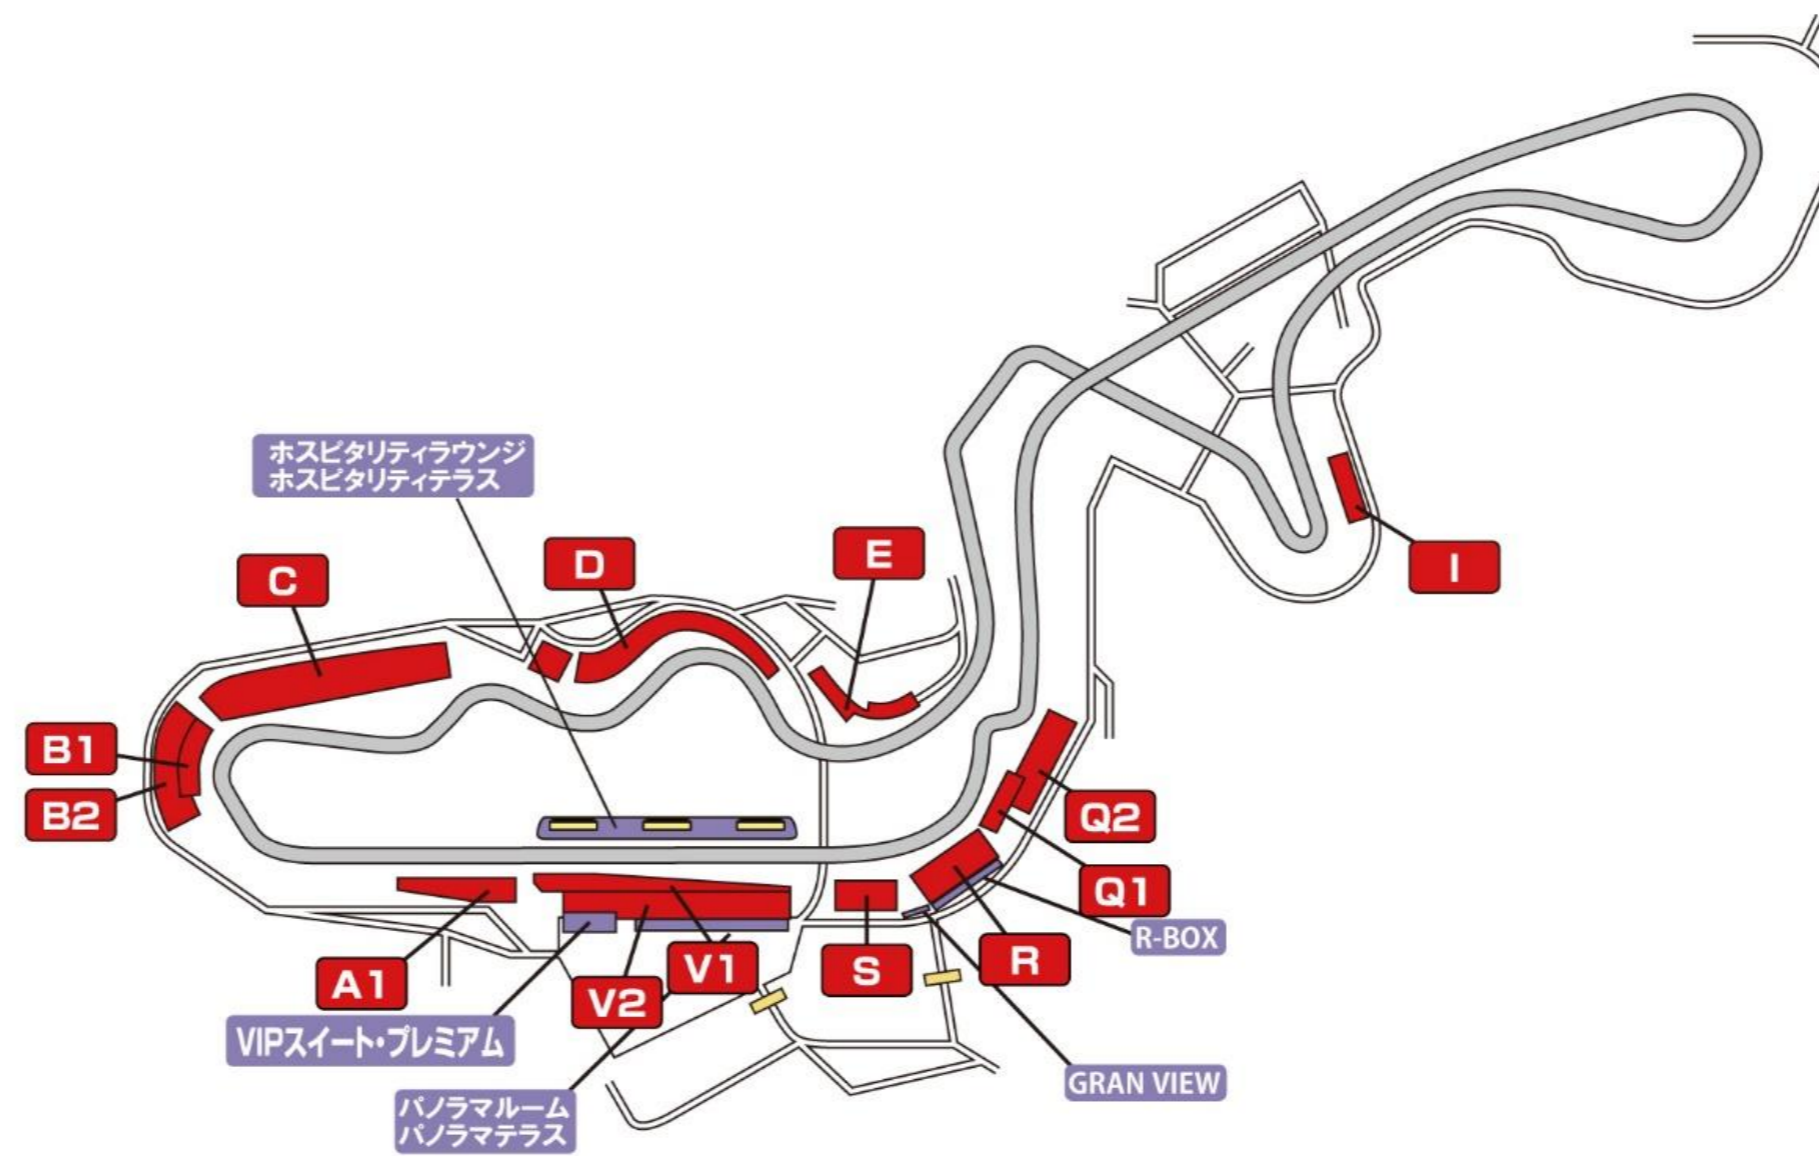 ホスピタリティラウンジ
ホスピタリティテラス
C
D
E
I
B1
B2
Q2
Q1
R-BOX
A1
V2
V1
S
R
VIPスイート・プレミアム
GRAN VIEW
パノラマルーム
パノラマテラス